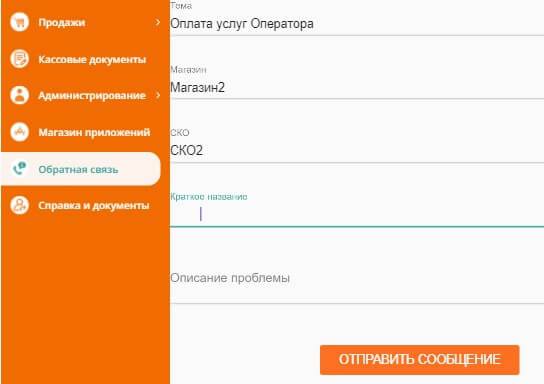 Продажи
Кассовые документы
Администрирование
Магазин приложений
Обратная связь
Справка и документы
Тема
Оплата услуг Оператора
Магазин
Магазин2
СКО
СКО2
Краткое название
Описание проблемы
ОТПРАВИТЬ СООБЩЕНИЕ